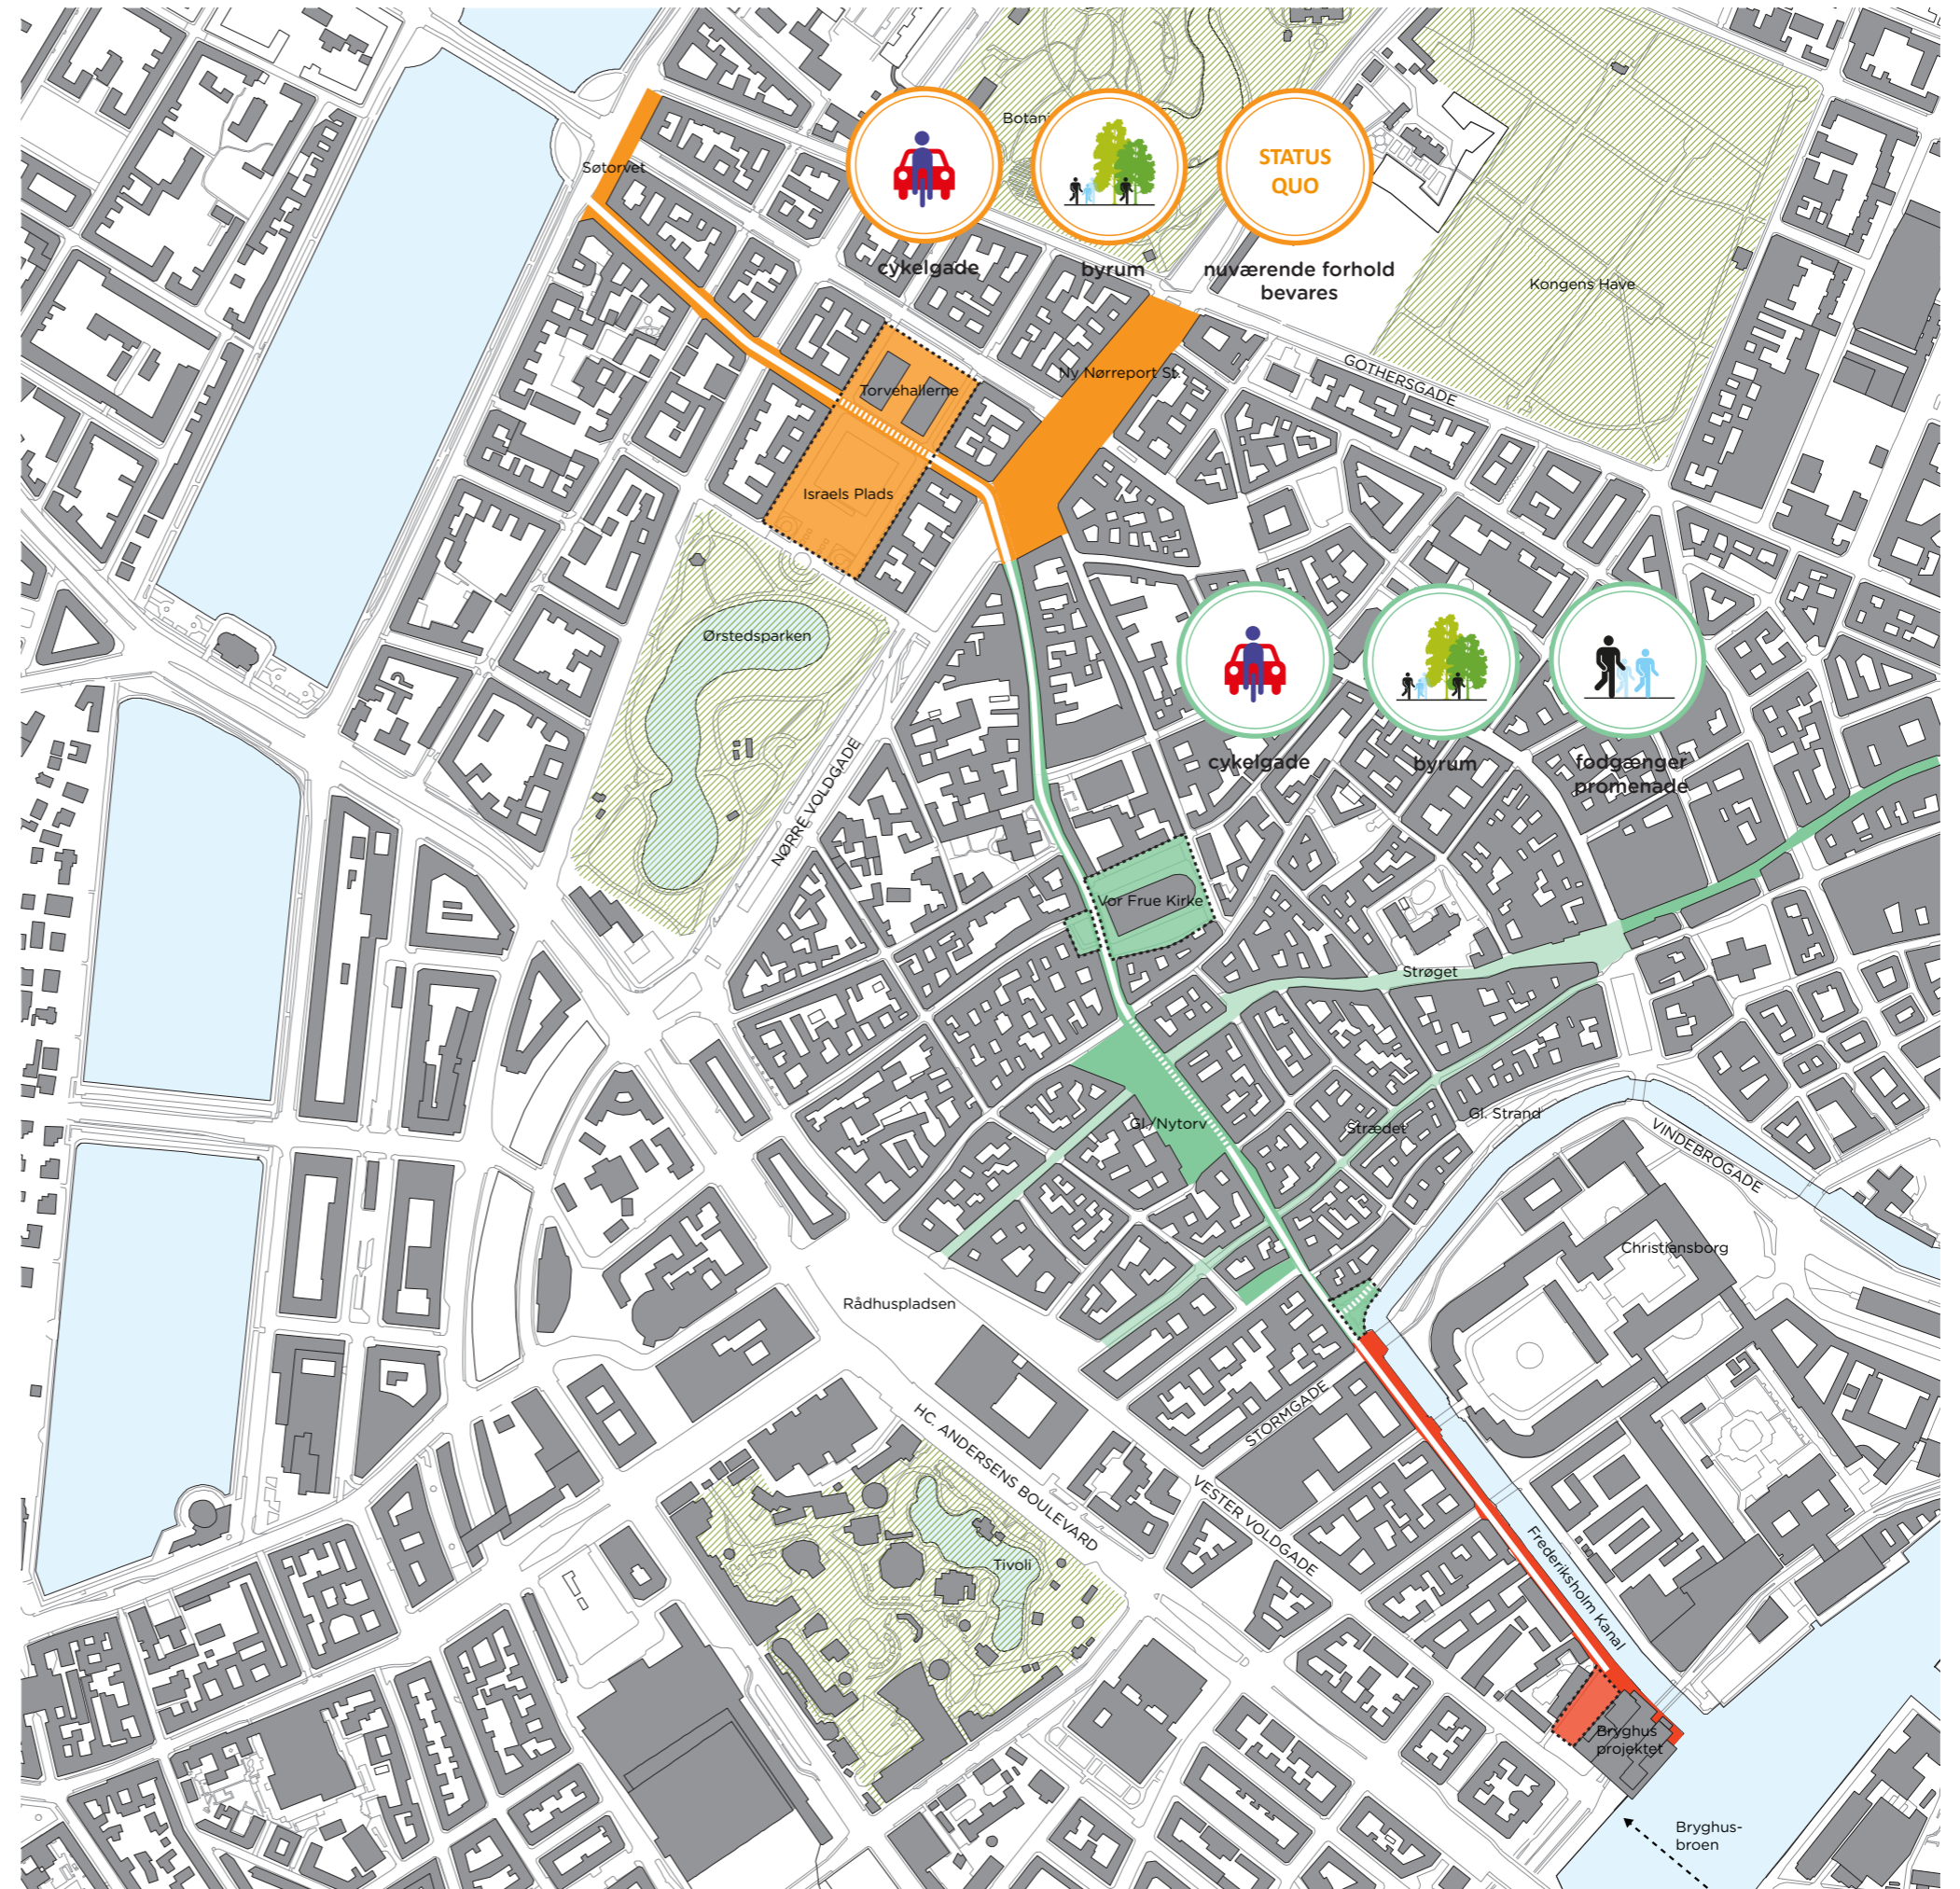 Søtorvet
Botani
STATUS
QUO
cykelgade
byrum
nuværende forhold
bevares
Kongens Have
GOTHERSGADE
Ny Nørreport St.
Torvehallerne
Israels Plads
Ørstedsparken
NØRRE VOLDGADE
cykelgade
byrum
fodgænger
promenade
Vor Frue Kirke
Strøget
Gl./Nytorv
Strædet
Gl. Strand
VINDEBROGADE
Christiansborg
Rådhuspladsen
STORMGADE
HC. ANDERSENS BOULEVARD
VESTER VOLDGADE
Tivoli
Frederiksholm Kanal
Bryghus
projektet
Bryghus-
broen